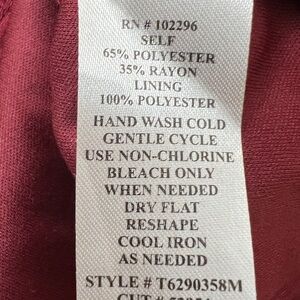 RN # 102296
SELF
65% POLYESTER
35% RAYON
LINING
100% POLYESTER
HAND WASH COLD
GENTLE CYCLE
USE NON-CHLORINE
BLEACH ONLY
WHEN NEEDED
DRY FLAT
RESHAPE
COOL IRON
AS NEEDED
STYLE # T6290358M
CUT #